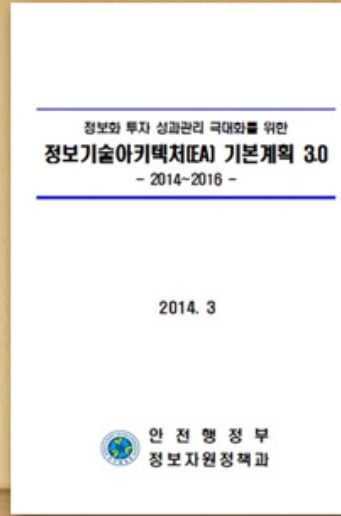 정보화 투자 성과관리 극대화를 위한
정보기술아키텍처(EA) 기본계획 3.0
- 2014~2016 -
2014. 3
안 전 행 정 부
정보자원정책과